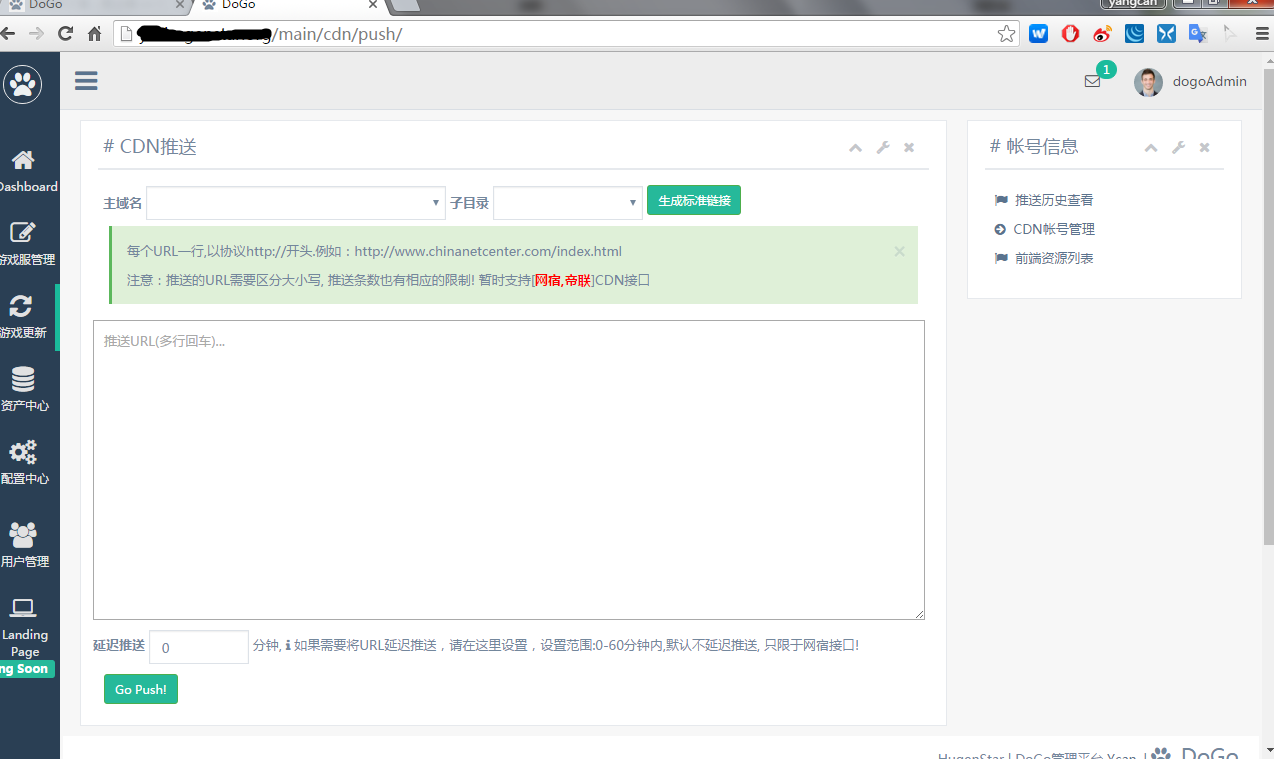 DoGo
DoGo
yangcan
/main/cdn/push/
1
dogoAdmin
Dashboard
游戏服管理
游戏更新
资产中心
配置中心
用户管理
Landing
Page
ng Soon
# CDN推送
主域名 子目录 生成标准链接
每个URL一行,以协议http://开头.例如：http://www.chinanetcenter.com/index.html
注意：推送的URL需要区分大小写, 推送条数也有相应的限制! 暂时支持[网宿,帝联]CDN接口
推送URL(多行回车)...
延迟推送 0 分钟, 如果需要将URL延迟推送，请在这里设置，设置范围:0-60分钟内,默认不延迟推送, 只限于网宿接口!
Go Push!
# 帐号信息
推送历史查看
CDN帐号管理
前端资源列表
HugenStar | DoGo管理平台 Ycan. | DoGo